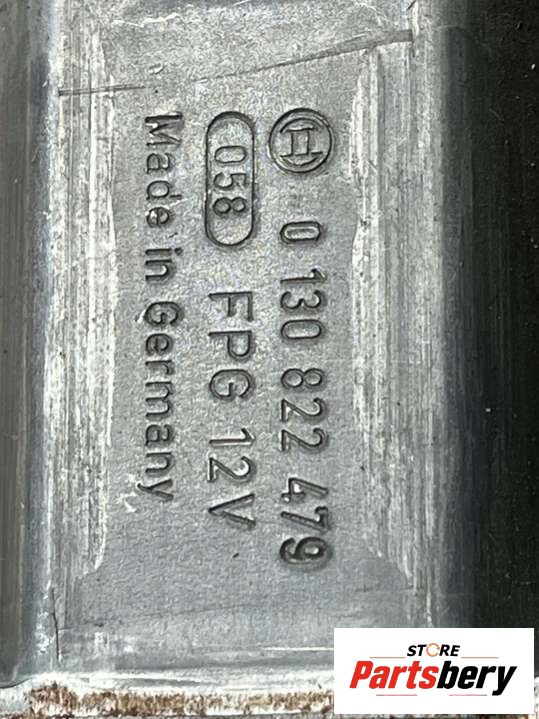 0 130 822 479
058 FPG 12V
Made in Germany
STORE
Partsbery